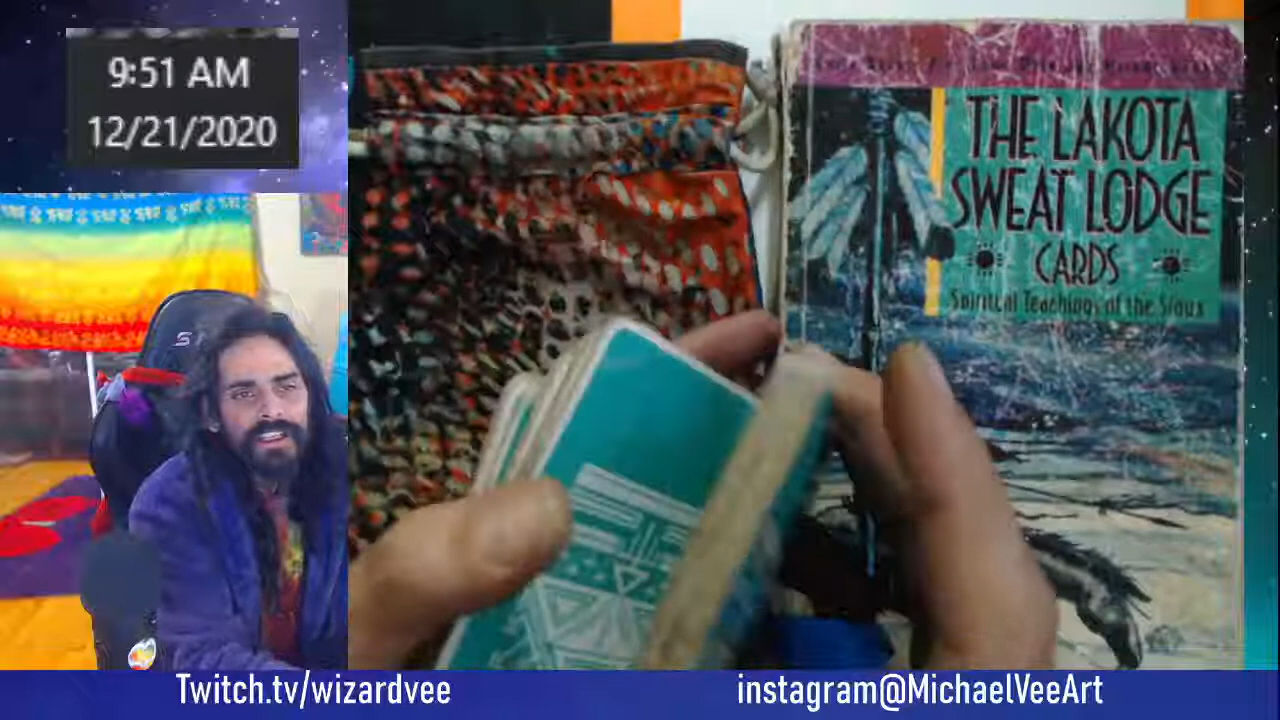 9:51 AM
12/21/2020
THE LAKOTA
SWEAT LODGE
CARDS
Spiritual Teachings of the Sioux
Twitch.tv/wizardvee
instagram@MichaelVeeArt